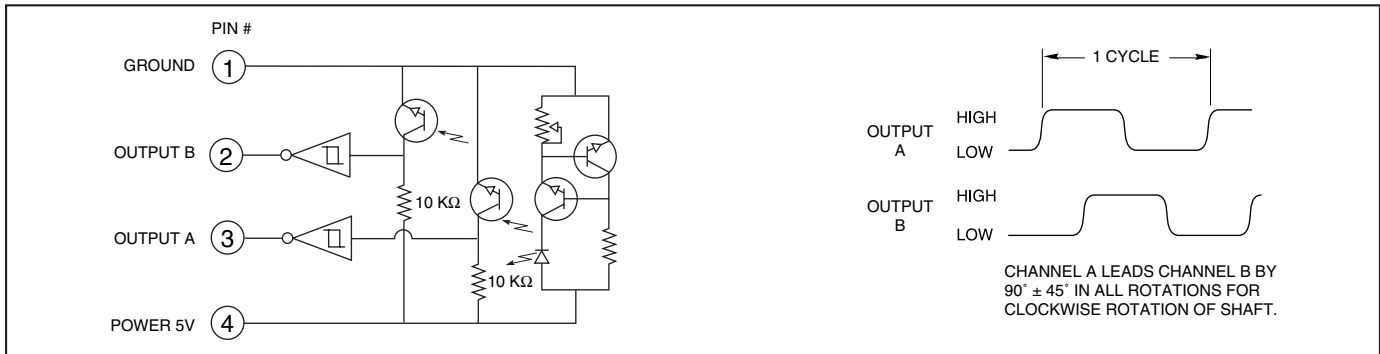 PIN #
GROUND 1
OUTPUT B 2
10 KΩ
OUTPUT A 3
10 KΩ
POWER 5V 4
1 CYCLE
OUTPUT A
HIGH
LOW
OUTPUT B
HIGH
LOW
CHANNEL A LEADS CHANNEL B BY
90˚ ± 45˚ IN ALL ROTATIONS FOR
CLOCKWISE ROTATION OF SHAFT.